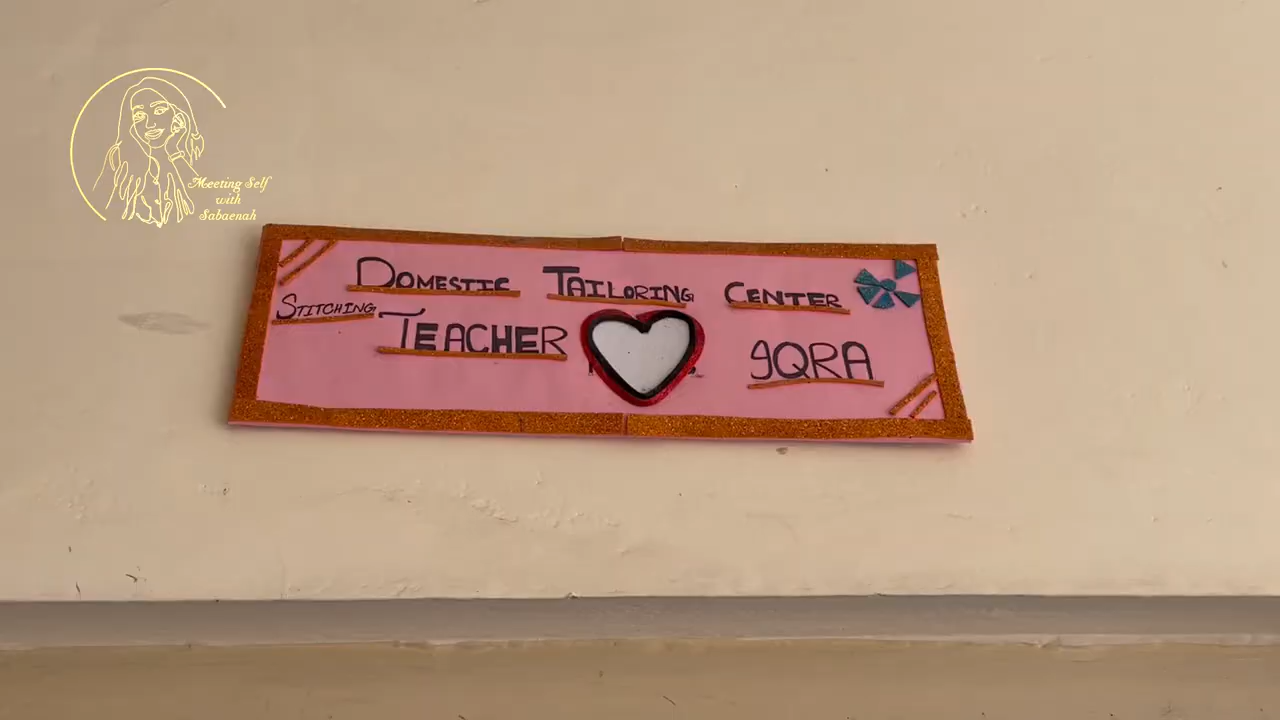 Meeting Self
with
Sabaenah
DOMESTIC TAILORING CENTER
STITCHING TEACHER IQRA